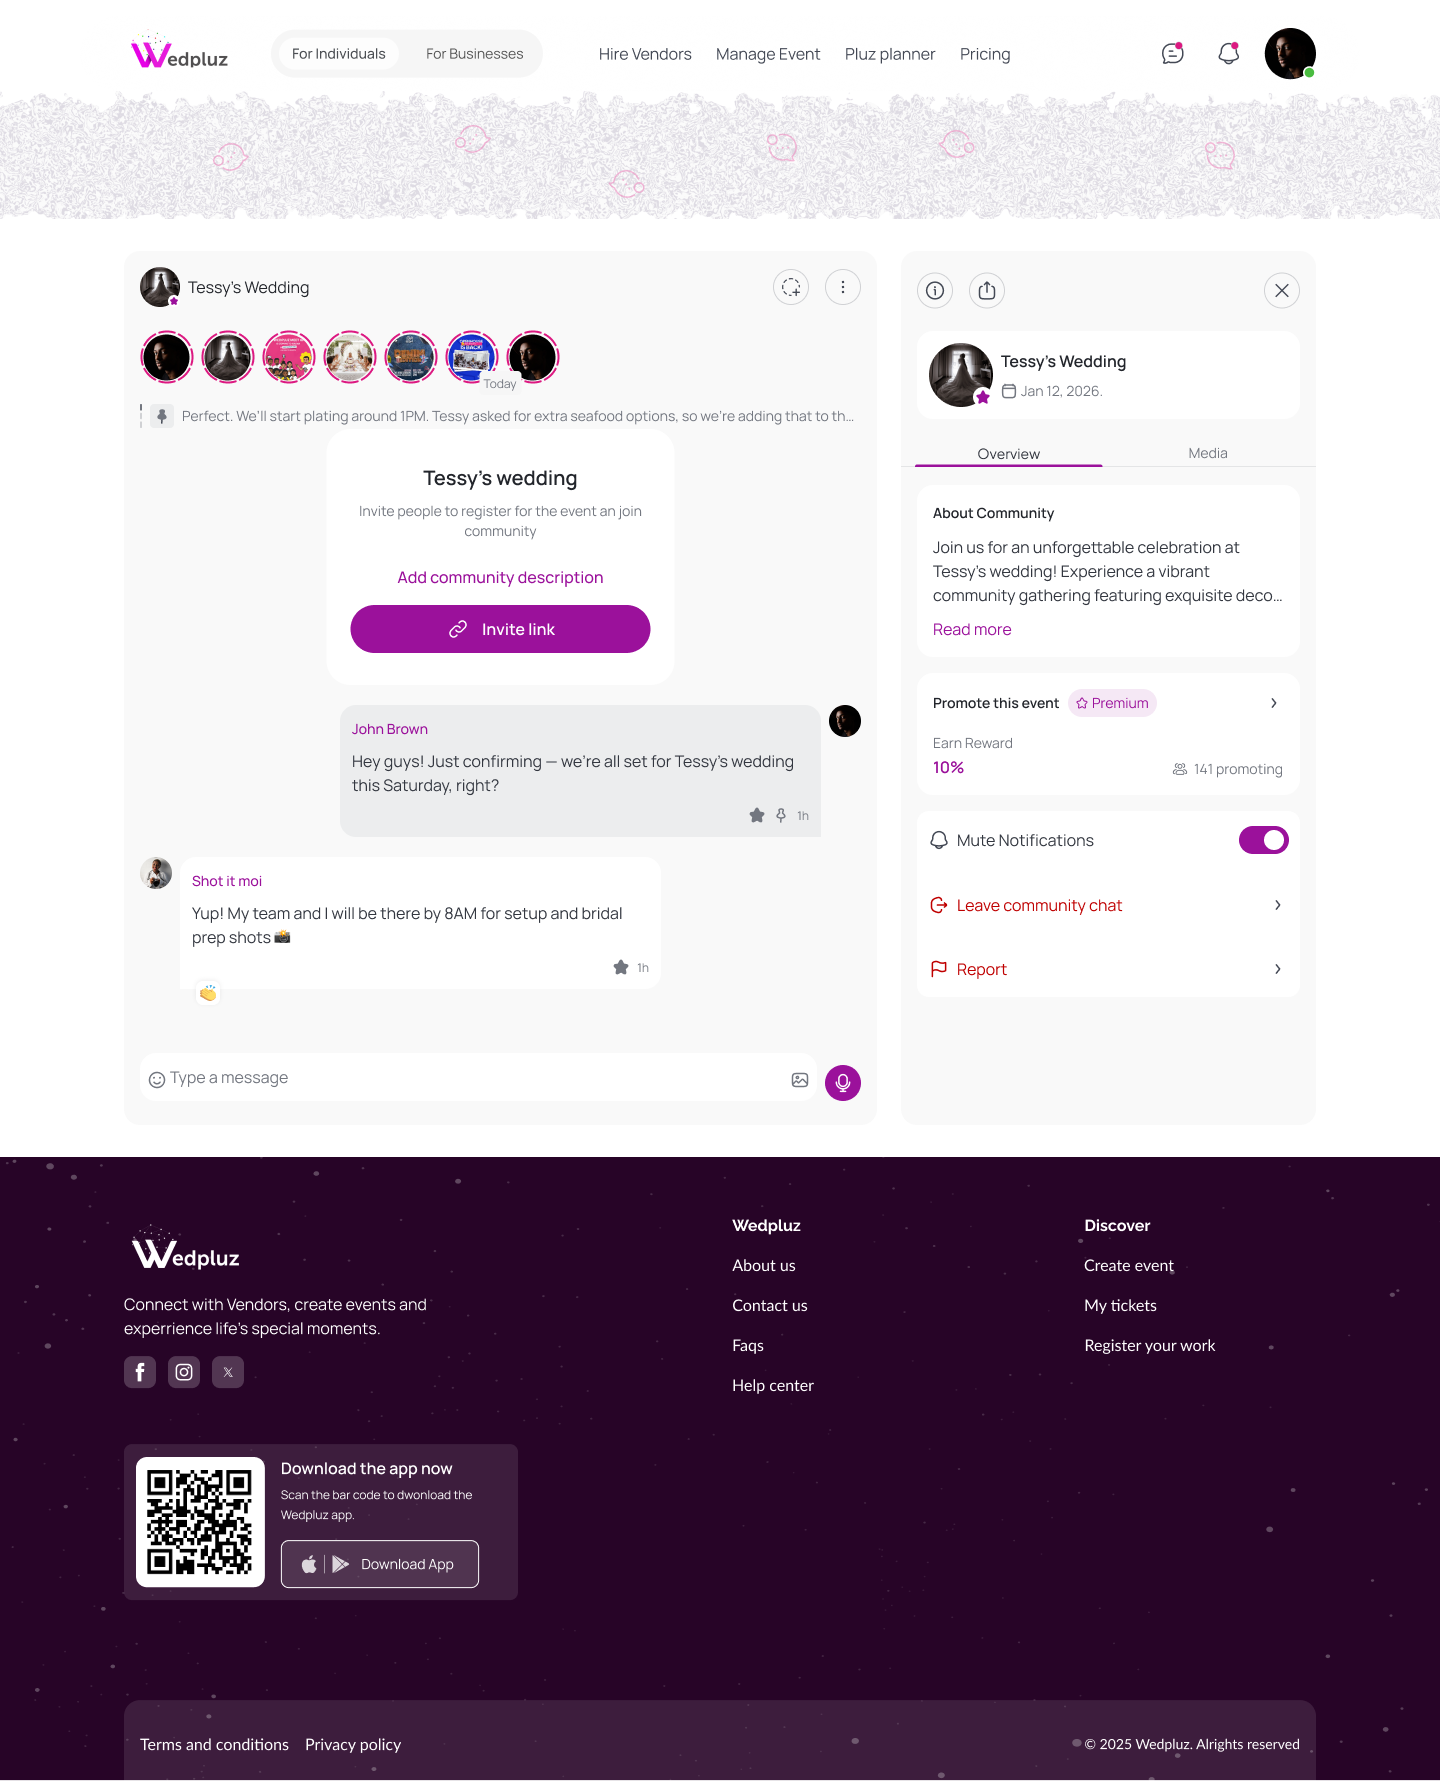 Wedpluz
For Individuals
For Businesses
Hire Vendors
Manage Event
Pluz planner
Pricing
Tessy's Wedding
Today
Perfect. We'll start plating around 1PM. Tessy asked for extra seafood options, so we're adding that to th...
Tessy's wedding
Invite people to register for the event an join
community
Add community description
Invite link
John Brown
Hey guys! Just confirming — we're all set for Tessy's wedding
this Saturday, right?
1h
Shot it moi
Yup! My team and I will be there by 8AM for setup and bridal
prep shots 📸
1h
👏
Type a message
Tessy's Wedding
Jan 12, 2026.
Overview
Media
About Community
Join us for an unforgettable celebration at
Tessy's wedding! Experience a vibrant
community gathering featuring exquisite deco...
Read more
Promote this event
Premium
Earn Reward
10%
141 promoting
Mute Notifications
Leave community chat
Report
Wedpluz
Connect with Vendors, create events and
experrience life's special moments.
Wedpluz
About us
Contact us
Faqs
Help center
Discover
Create event
My tickets
Register your work
Download the app now
Scan the bar code to dwonload the
Wedpluz app.
Download App
Terms and conditions
Privacy policy
© 2025 Wedpluz. Alrights reserved